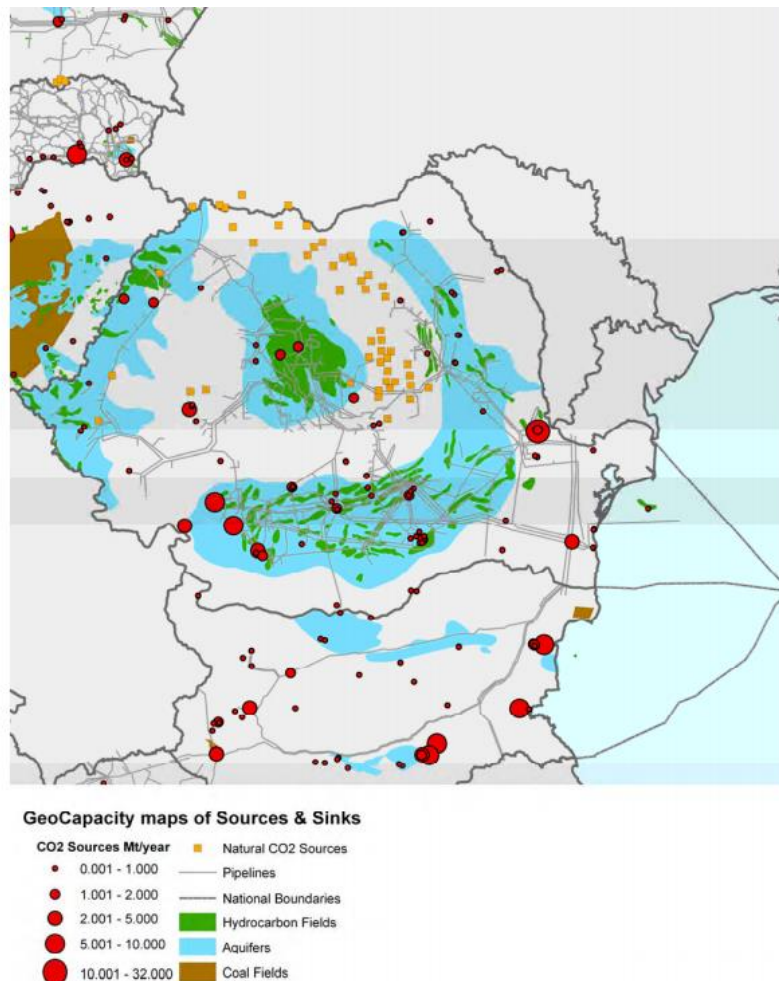 GeoCapacity maps of Sources & Sinks
CO2 Sources Mt/year
0.001 - 1.000
1.001 - 2.000
2.001 - 5.000
5.001 - 10.000
10.001 - 32.000
Natural CO2 Sources
Pipelines
National Boundaries
Hydrocarbon Fields
Aquifers
Coal Fields